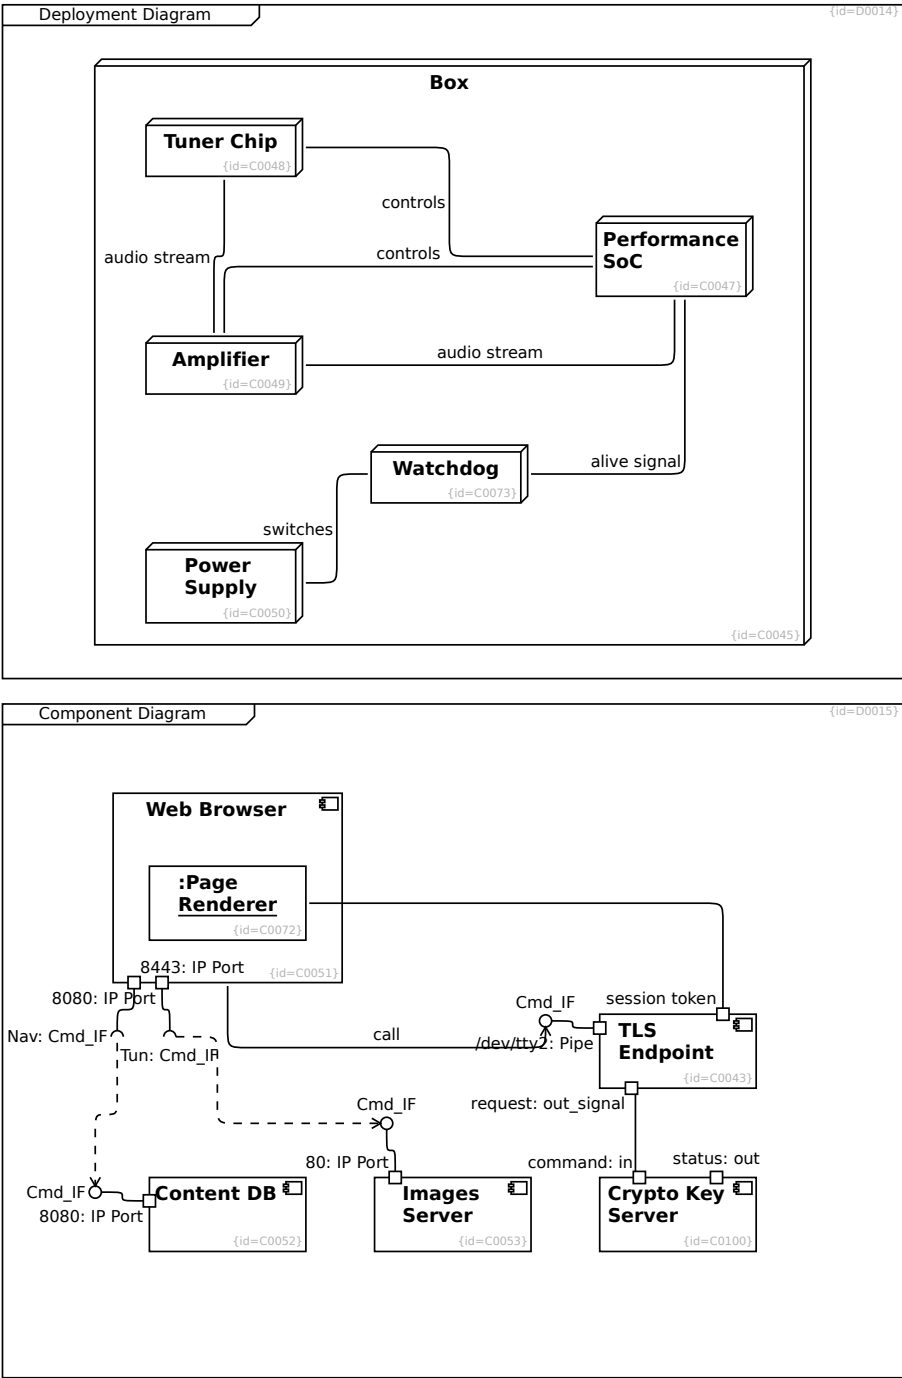 Deployment Diagram
{id=D0014}
Box
Tuner Chip
{id=C0048}
controls
Performance
SoC
{id=C0047}
audio stream
controls
Amplifier
{id=C0049}
audio stream
Watchdog
{id=C0073}
alive signal
switches
Power
Supply
{id=C0050}
{id=C0045}
Component Diagram
{id=D0015}
Web Browser
:Page
Renderer
{id=C0072}
8443: IP Port
{id=C0051}
8080: IP Port
Nav: Cmd_IF
Tun: Cmd_IF
call
Cmd_IF
session token
/dev/tty2: Pipe
TLS
Endpoint
{id=C0043}
request: out_signal
Cmd_IF
80: IP Port
command: in
status: out
Cmd_IF
8080: IP Port
Content DB
{id=C0052}
Images
Server
{id=C0053}
Crypto Key
Server
{id=C0100}